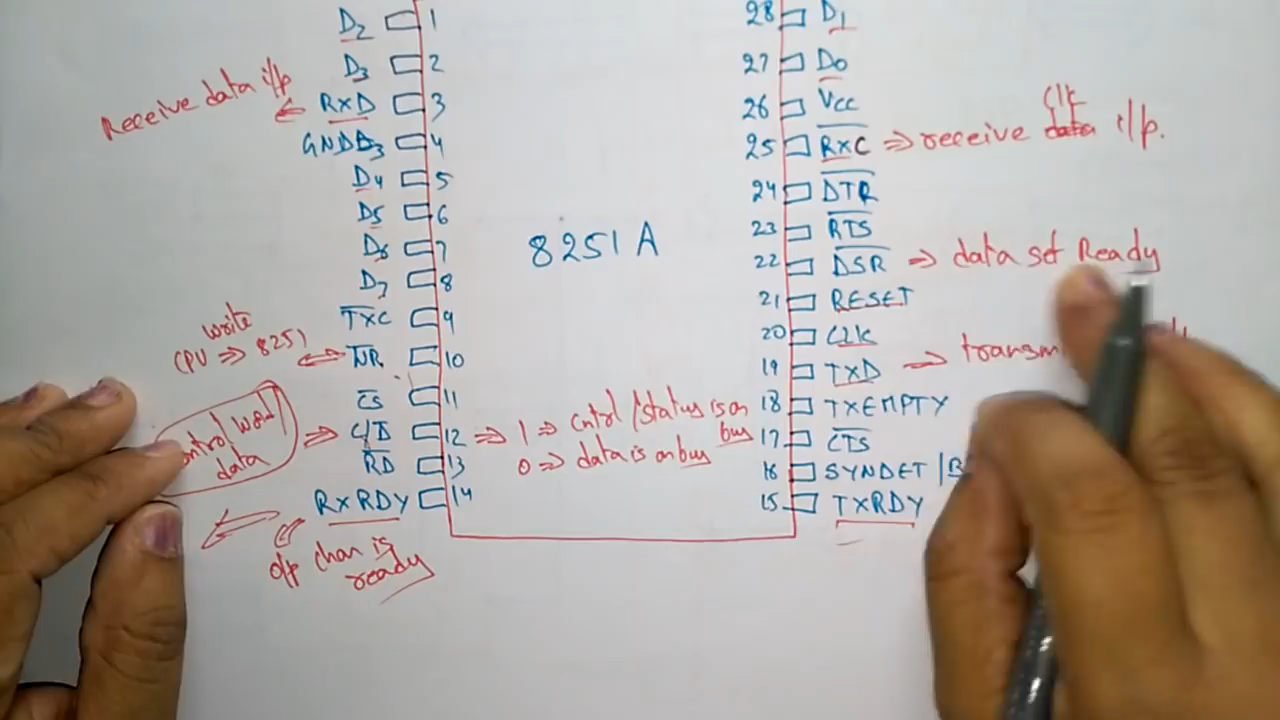 D2 1
D3 2
Receive data i/p
RxD 3
GND 4
D4 5
D5 6
D6 7
D7 8
TXC 9
write
CPU ⇒ 8251
WR 10
CS 11
control word/
data
⇒ C/D 12 ⇒ 1 ⇒ cntrl / status is on
bus
0 ⇒ data is on bus
RD 13
RXRDY 14
o/p char is
ready
8251A
28 D1
27 D0
26 VCC
clk
25 RXC ⇒ receive data i/p.
24 DTR
23 RTS
22 DSR ⇒ data set Ready
21 RESET
20 CLK
19 TXD ⇒ transm
18 TXEMPTY
17 CTS
16 SYNDET /B
15 TXRDY